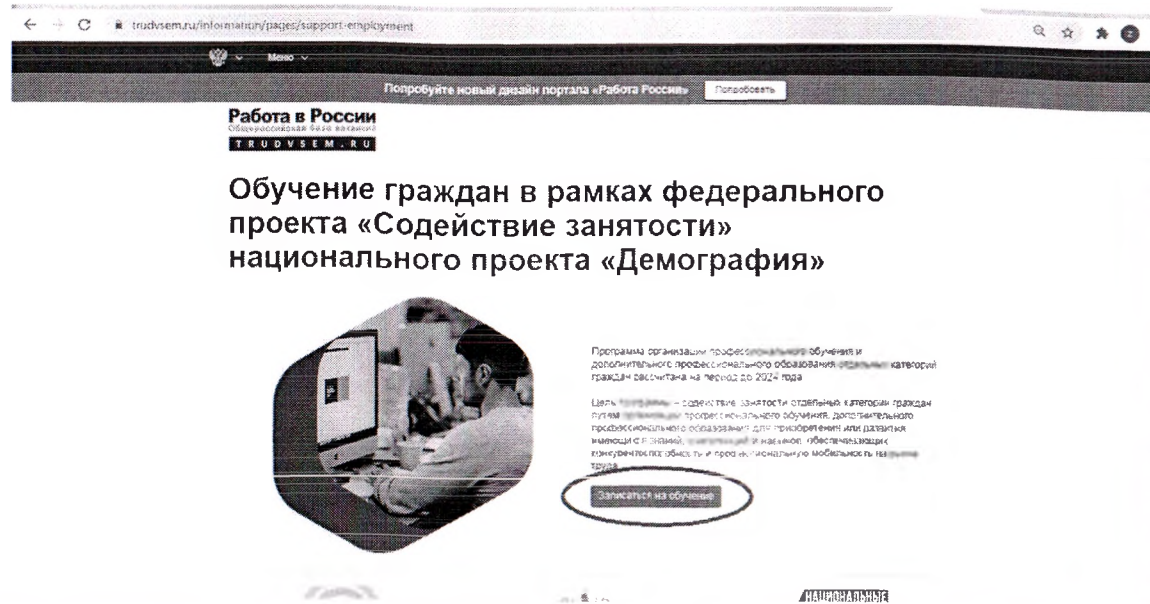 trudvsem.ru/information/pages/support-employment
Меню
Попробуйте новый дизайн портала «Работа России»
Попробовать
Работа в России
Общероссийская база вакансий
TRUDVSEM.RU
Обучение граждан в рамках федерального
проекта «Содействие занятости»
национального проекта «Демография»
Программа организации профессионального обучения и
дополнительного профессионального образования категорий
граждан рассчитана на период до 2024 года
Цель – содействие занятости отдельных категорий граждан
путем профессионального обучения, дополнительного
профессионального образования для приобретения или развития
имеющихся знаний, и навыков, обеспечивающих
конкурентоспособность и профессиональную мобильность на
труда
Записаться на обучение
НАЦИОНАЛЬНЫЕ